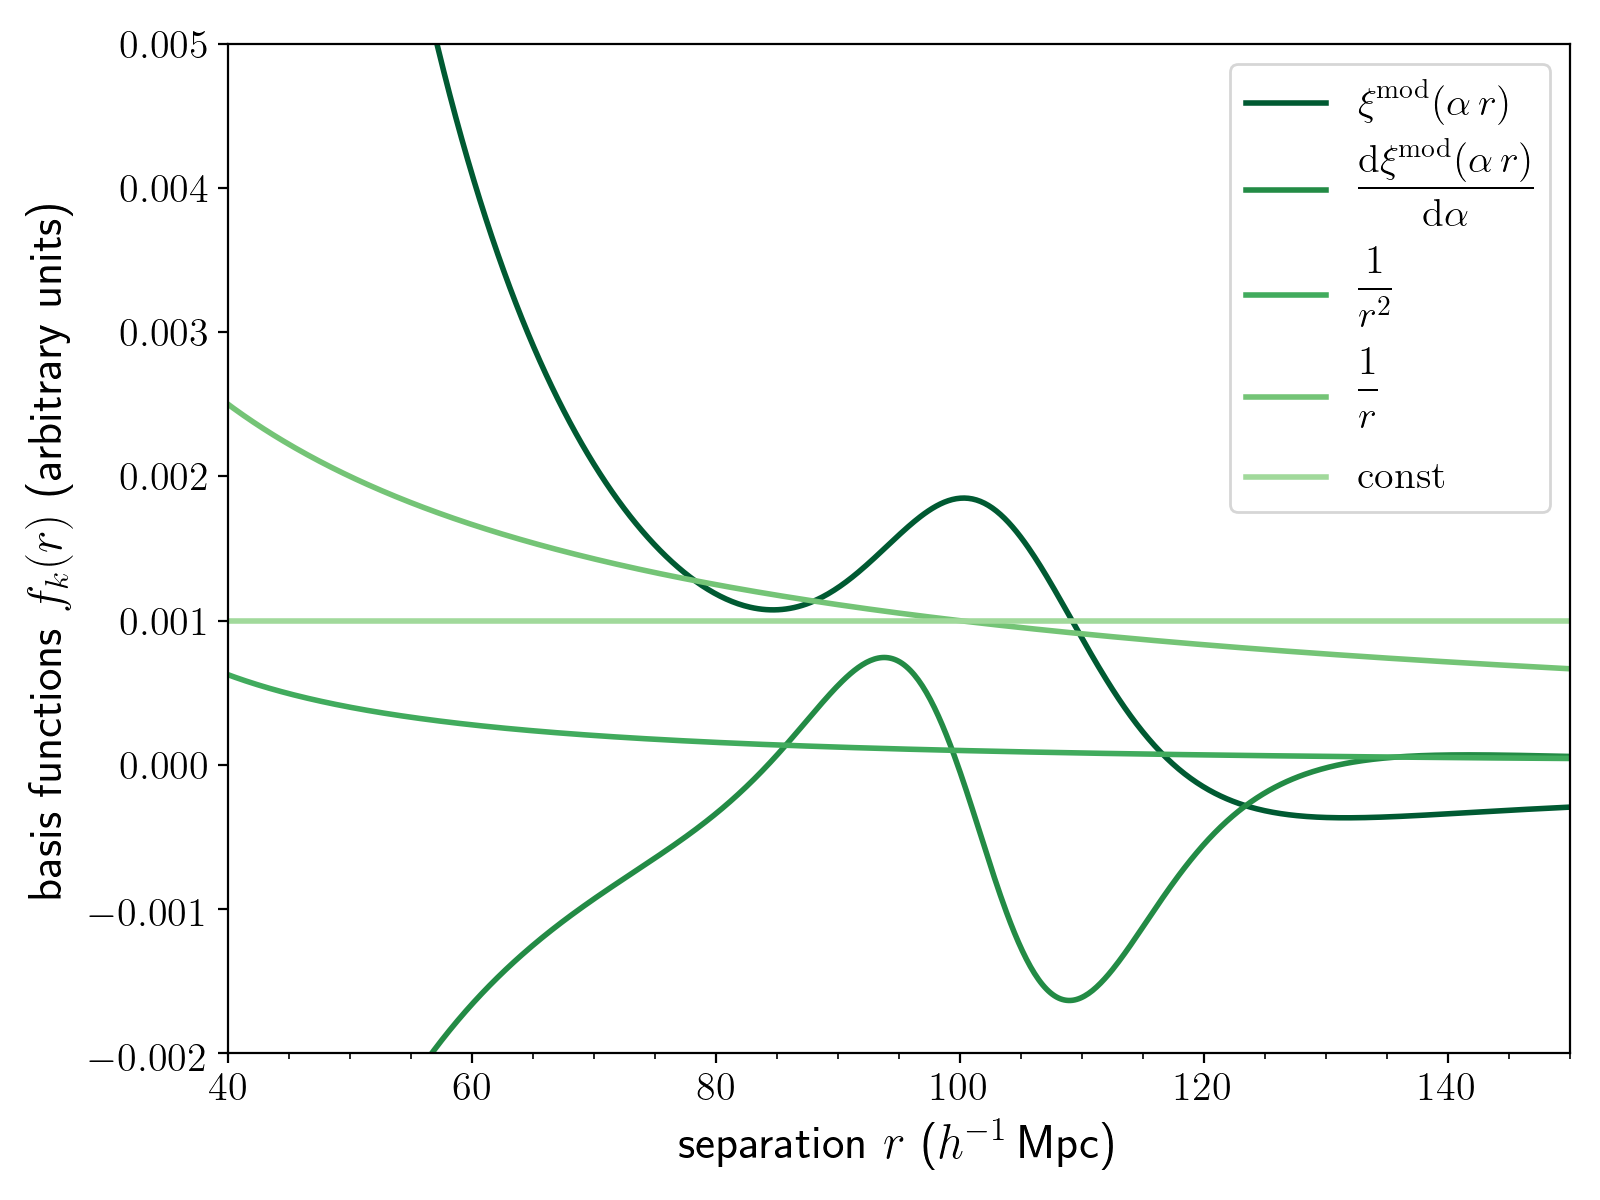 0.005
0.004
0.003
0.002
0.001
0.000
−0.001
−0.002
basis functions f_k(r) (arbitrary units)
ξ^mod(α r)
dξ^mod(α r)
dα
1
r²
1
r
const
40 60 80 100 120 140
separation r (h⁻¹ Mpc)